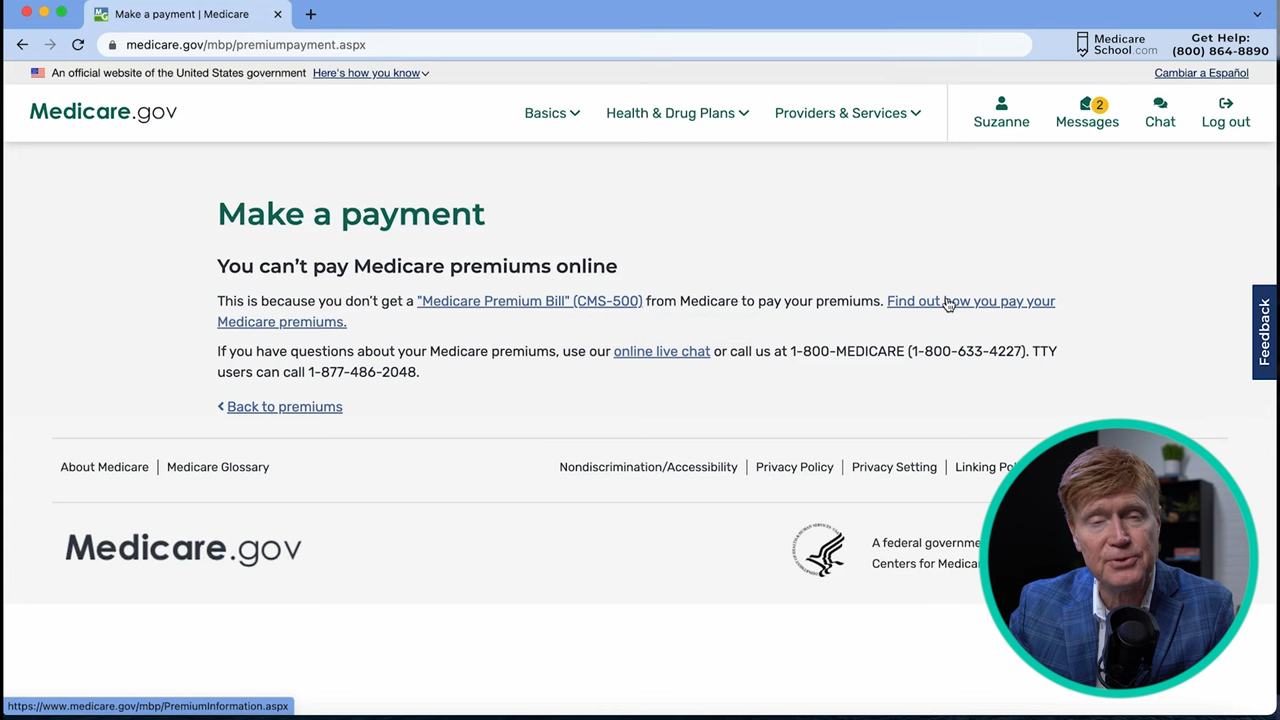 Make a payment | Medicare
medicare.gov/mbp/premiumpayment.aspx
Medicare
School.com
Get Help:
(800) 864-8890
An official website of the United States government Here's how you know
Cambiar a Español
Medicare.gov
Basics
Health & Drug Plans
Providers & Services
Suzanne
2
Messages
Chat
Log out
Make a payment
You can't pay Medicare premiums online
This is because you don't get a "Medicare Premium Bill" (CMS-500) from Medicare to pay your premiums. Find out how you pay your
Medicare premiums.
If you have questions about your Medicare premiums, use our online live chat or call us at 1-800-MEDICARE (1-800-633-4227). TTY
users can call 1-877-486-2048.
Back to premiums
Feedback
About Medicare | Medicare Glossary
Nondiscrimination/Accessibility | Privacy Policy | Privacy Setting | Linking
Medicare.gov
A federal
Centers for
https://www.medicare.gov/mbp/PremiumInformation.aspx